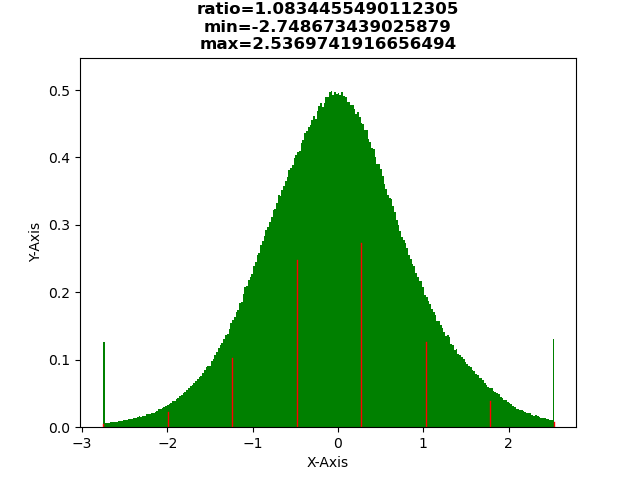 ratio=1.0834455490112305
min=-2.748673439025879
max=2.5369741916656494
0.5
0.4
0.3
0.2
0.1
0.0
Y-Axis
−3 −2 −1 0 1 2
X-Axis